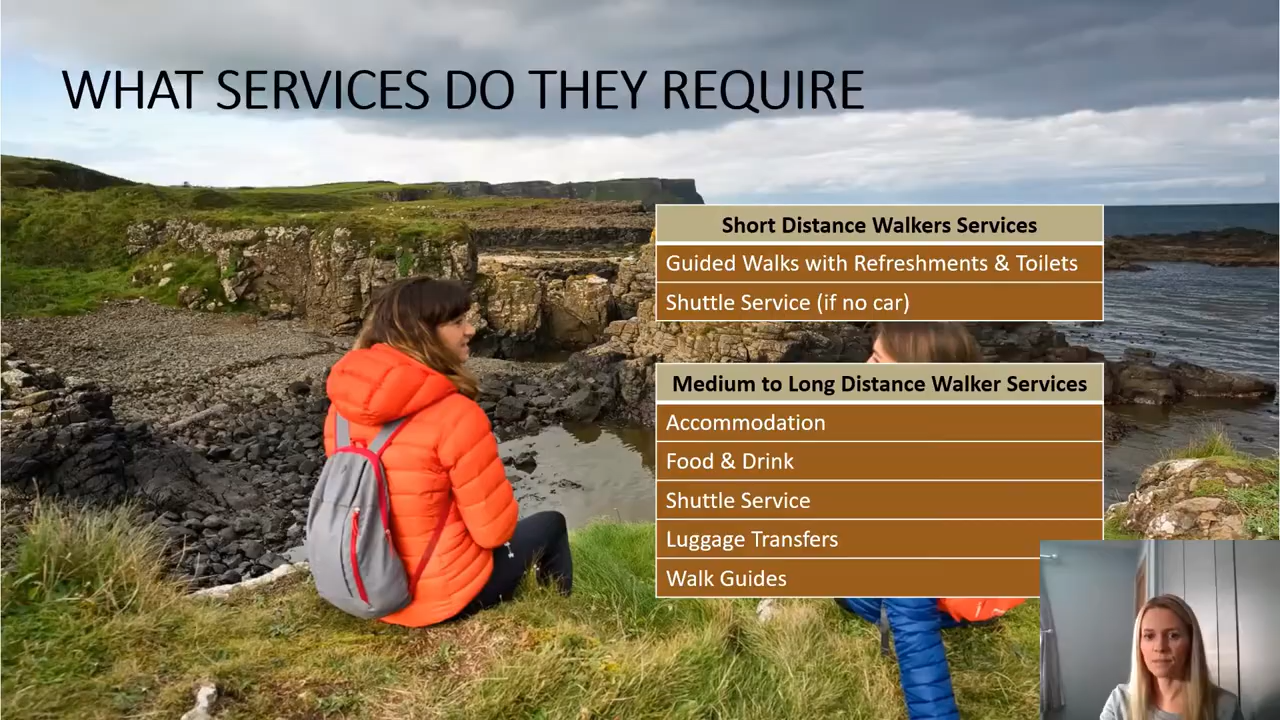 WHAT SERVICES DO THEY REQUIRE
Short Distance Walkers Services
Guided Walks with Refreshments & Toilets
Shuttle Service (if no car)
Medium to Long Distance Walker Services
Accommodation
Food & Drink
Shuttle Service
Luggage Transfers
Walk Guides